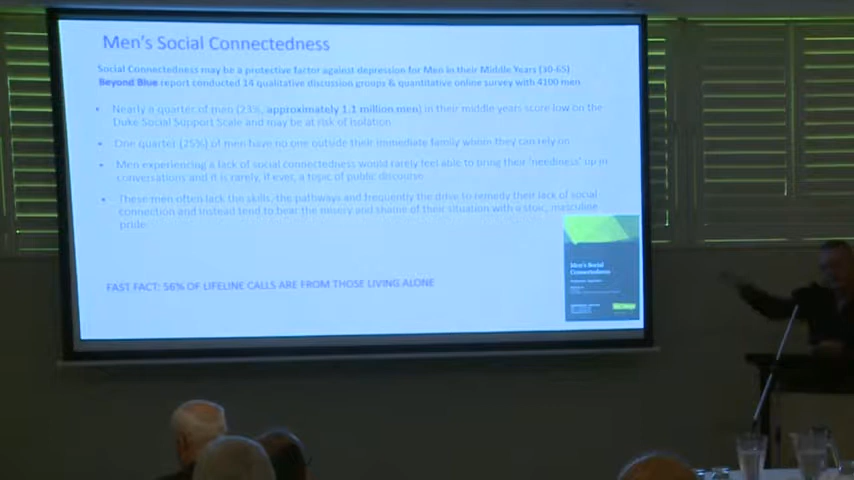 Men's Social Connectedness
Social Connectedness may be a protective factor against depression for Men in their Middle Years (30-65)
Beyond Blue report conducted 14 qualitative discussion groups & quantitative online survey with 4100 men
• Nearly a quarter of men (23%, approximately 1.1 million men) in their middle years score low on the
Duke Social Support Scale and may be at risk of isolation
• One quarter (25%) of men have no one outside their immediate family whom they can rely on
• Men experiencing a lack of social connectedness would rarely feel able to bring their 'neediness' up in
conversations and it is rarely, if ever, a topic of public discourse
• These men often lack the skills, the pathways and frequently the drive to remedy their lack of social
connection and instead tend to bear the misery and shame of their situation with a stoic, masculine
pride.
Men's Social
Connectedness
FAST FACT: 56% OF LIFELINE CALLS ARE FROM THOSE LIVING ALONE